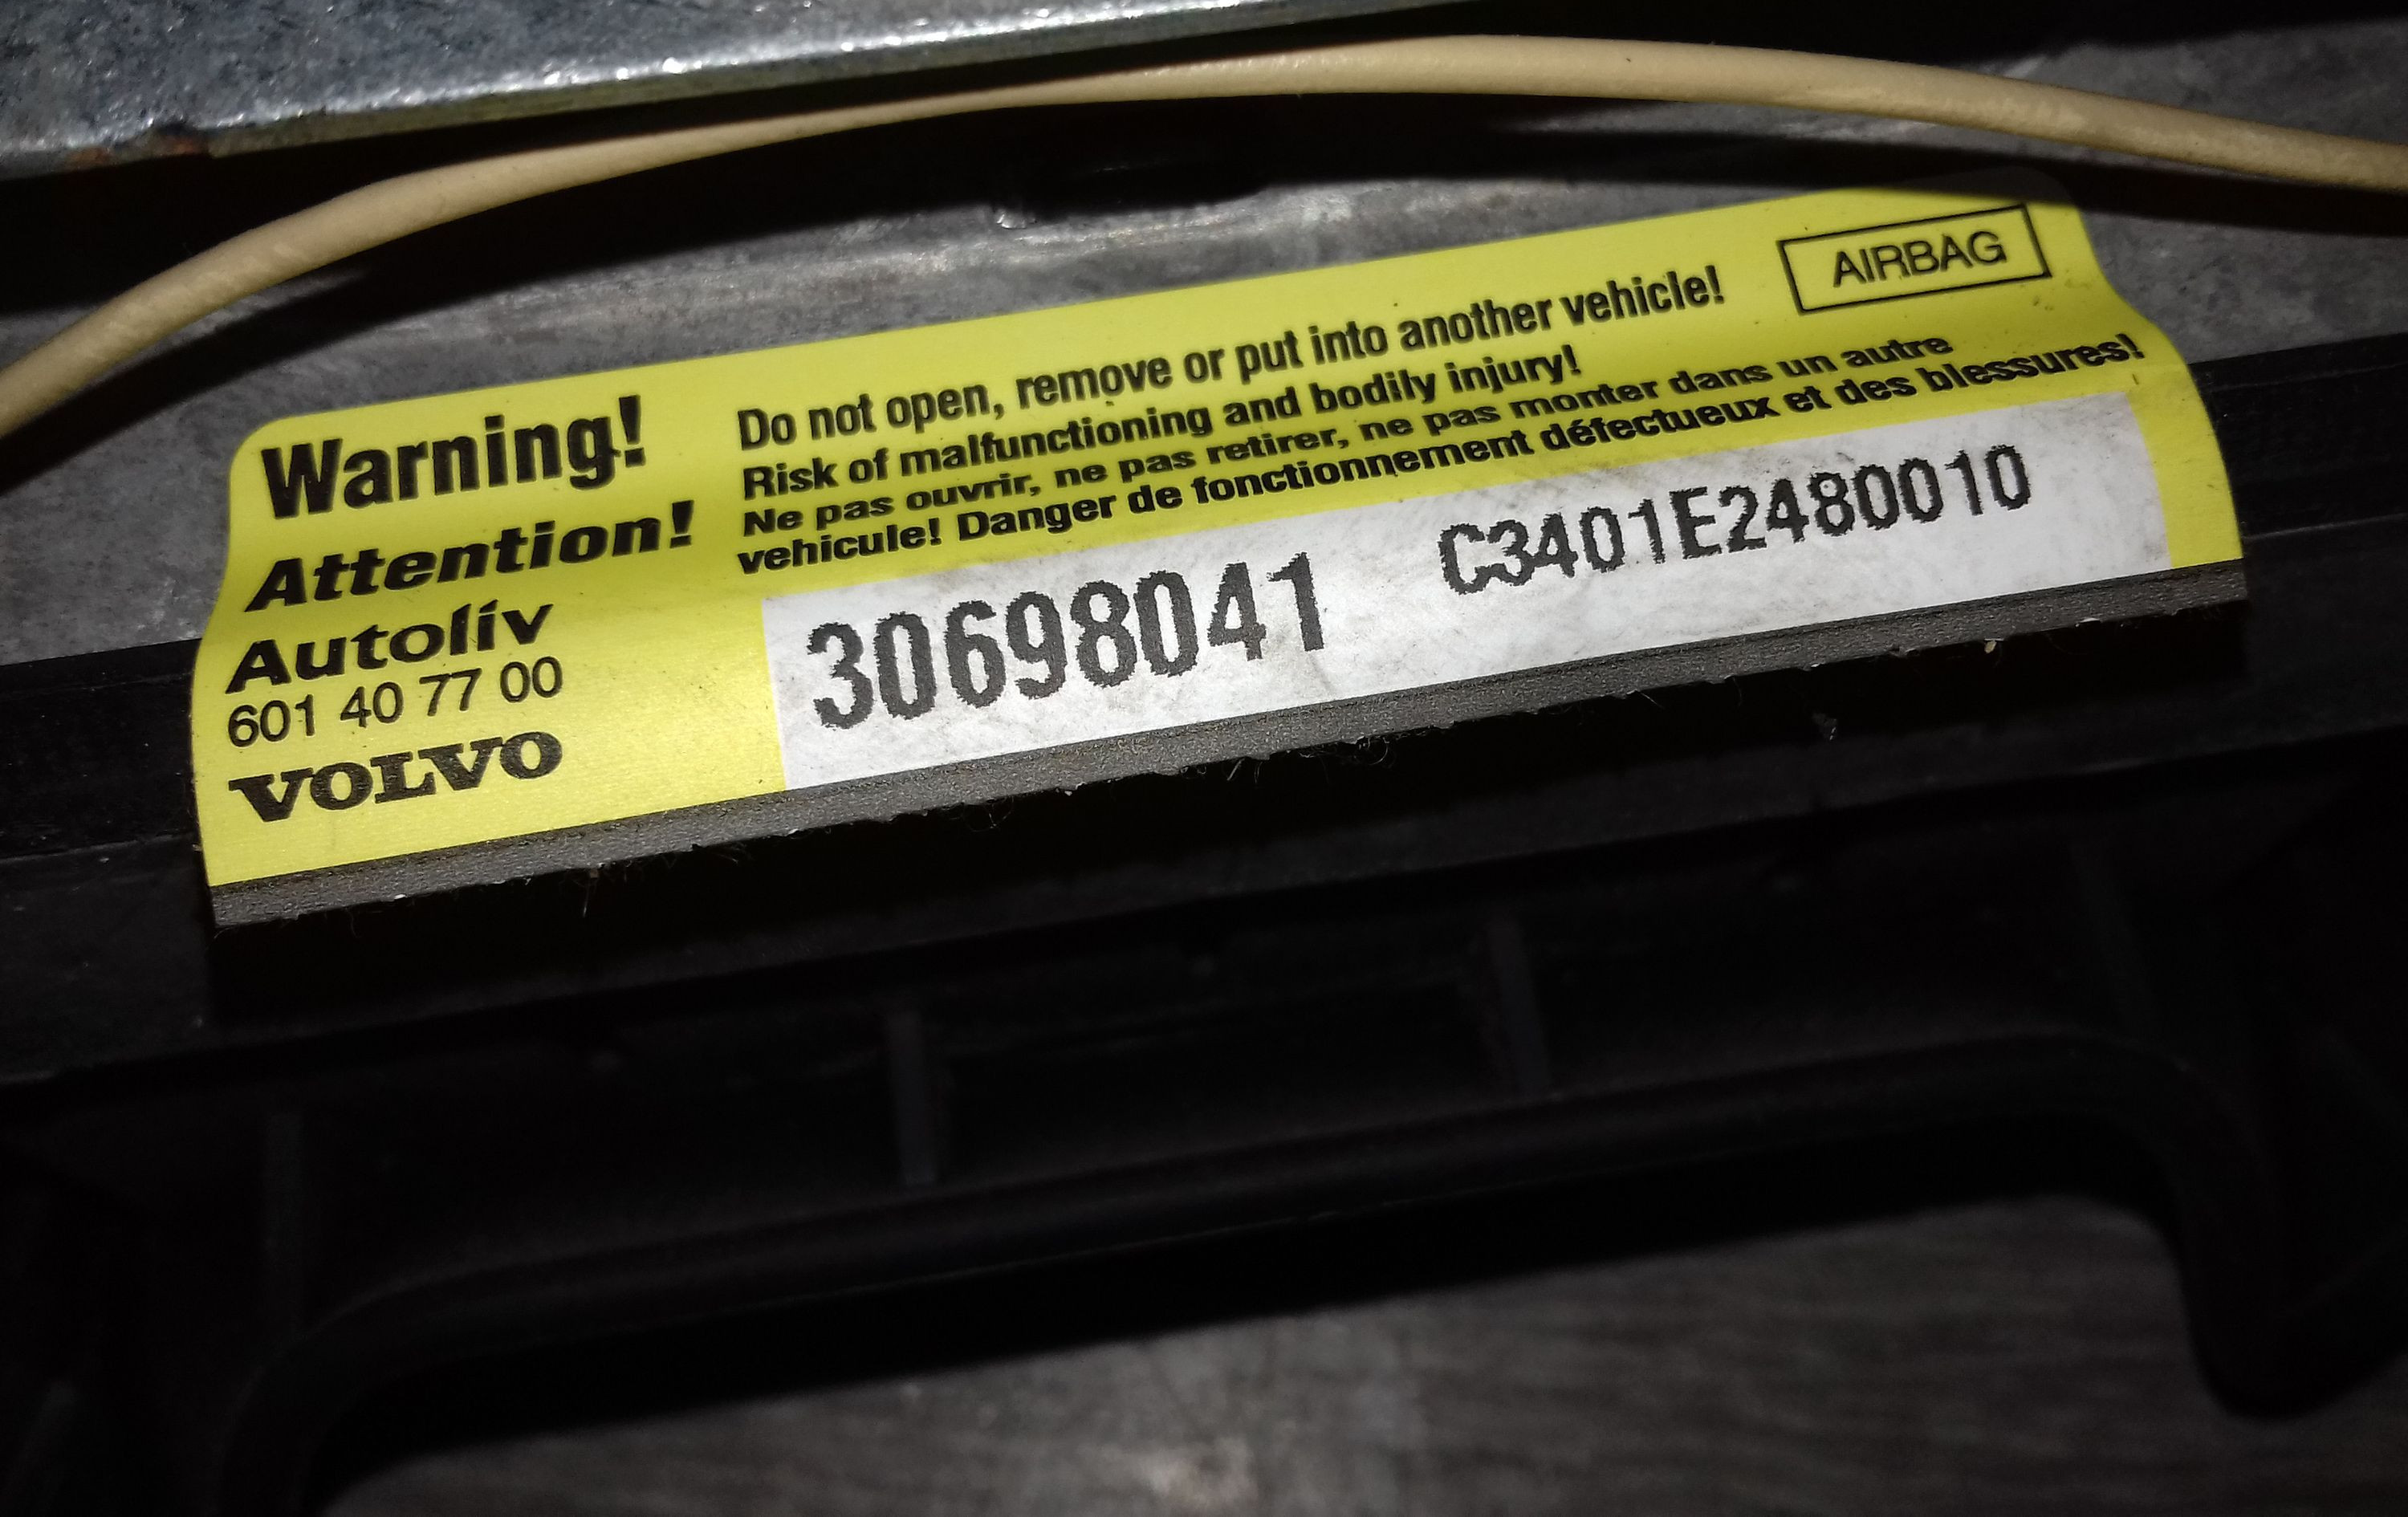 Warning!
Attention!
Autoliv
601 40 77 00
VOLVO
Do not open, remove or put into another vehicle!
Risk of malfunctioning and bodily injury!
Ne pas ouvrir, ne pas retirer, ne pas monter dans un autre
vehicule! Danger de fonctionnement défectueux et des blessures!
AIRBAG
30698041 C3401E2480010